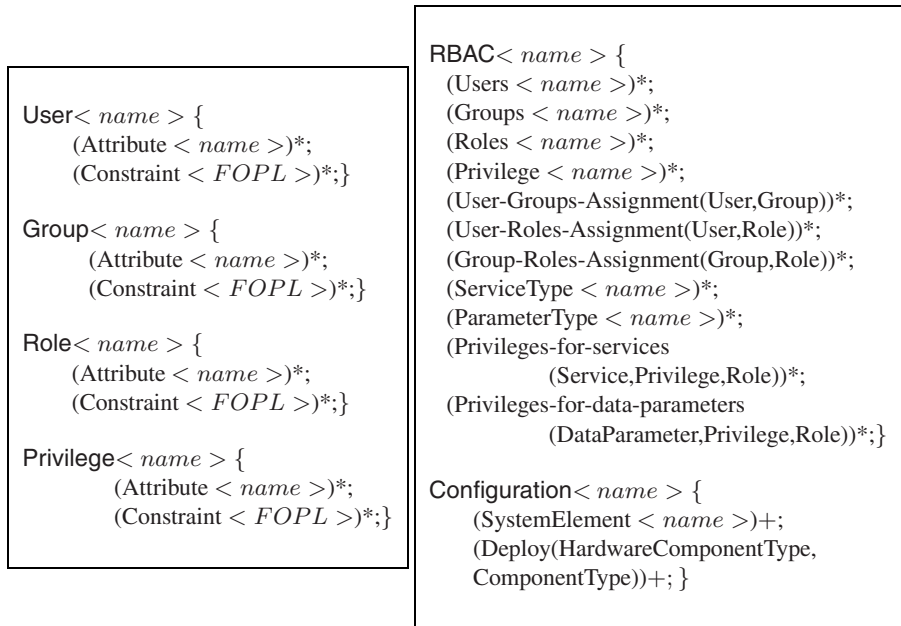 User< name > {
(Attribute < name >)*;
(Constraint < FOPL >)*;}
Group< name > {
(Attribute < name >)*;
(Constraint < FOPL >)*;}
Role< name > {
(Attribute < name >)*;
(Constraint < FOPL >)*;}
Privilege< name > {
(Attribute < name >)*;
(Constraint < FOPL >)*;}
RBAC< name > {
(Users < name >)*;
(Groups < name >)*;
(Roles < name >)*;
(Privilege < name >)*;
(User-Groups-Assignment(User,Group))*;
(User-Roles-Assignment(User,Role))*;
(Group-Roles-Assignment(Group,Role))*;
(ServiceType < name >)*;
(ParameterType < name >)*;
(Privileges-for-services
(Service,Privilege,Role))*;
(Privileges-for-data-parameters
(DataParameter,Privilege,Role))*;}
Configuration< name > {
(SystemElement < name >)+;
(Deploy(HardwareComponentType,
ComponentType))+; }